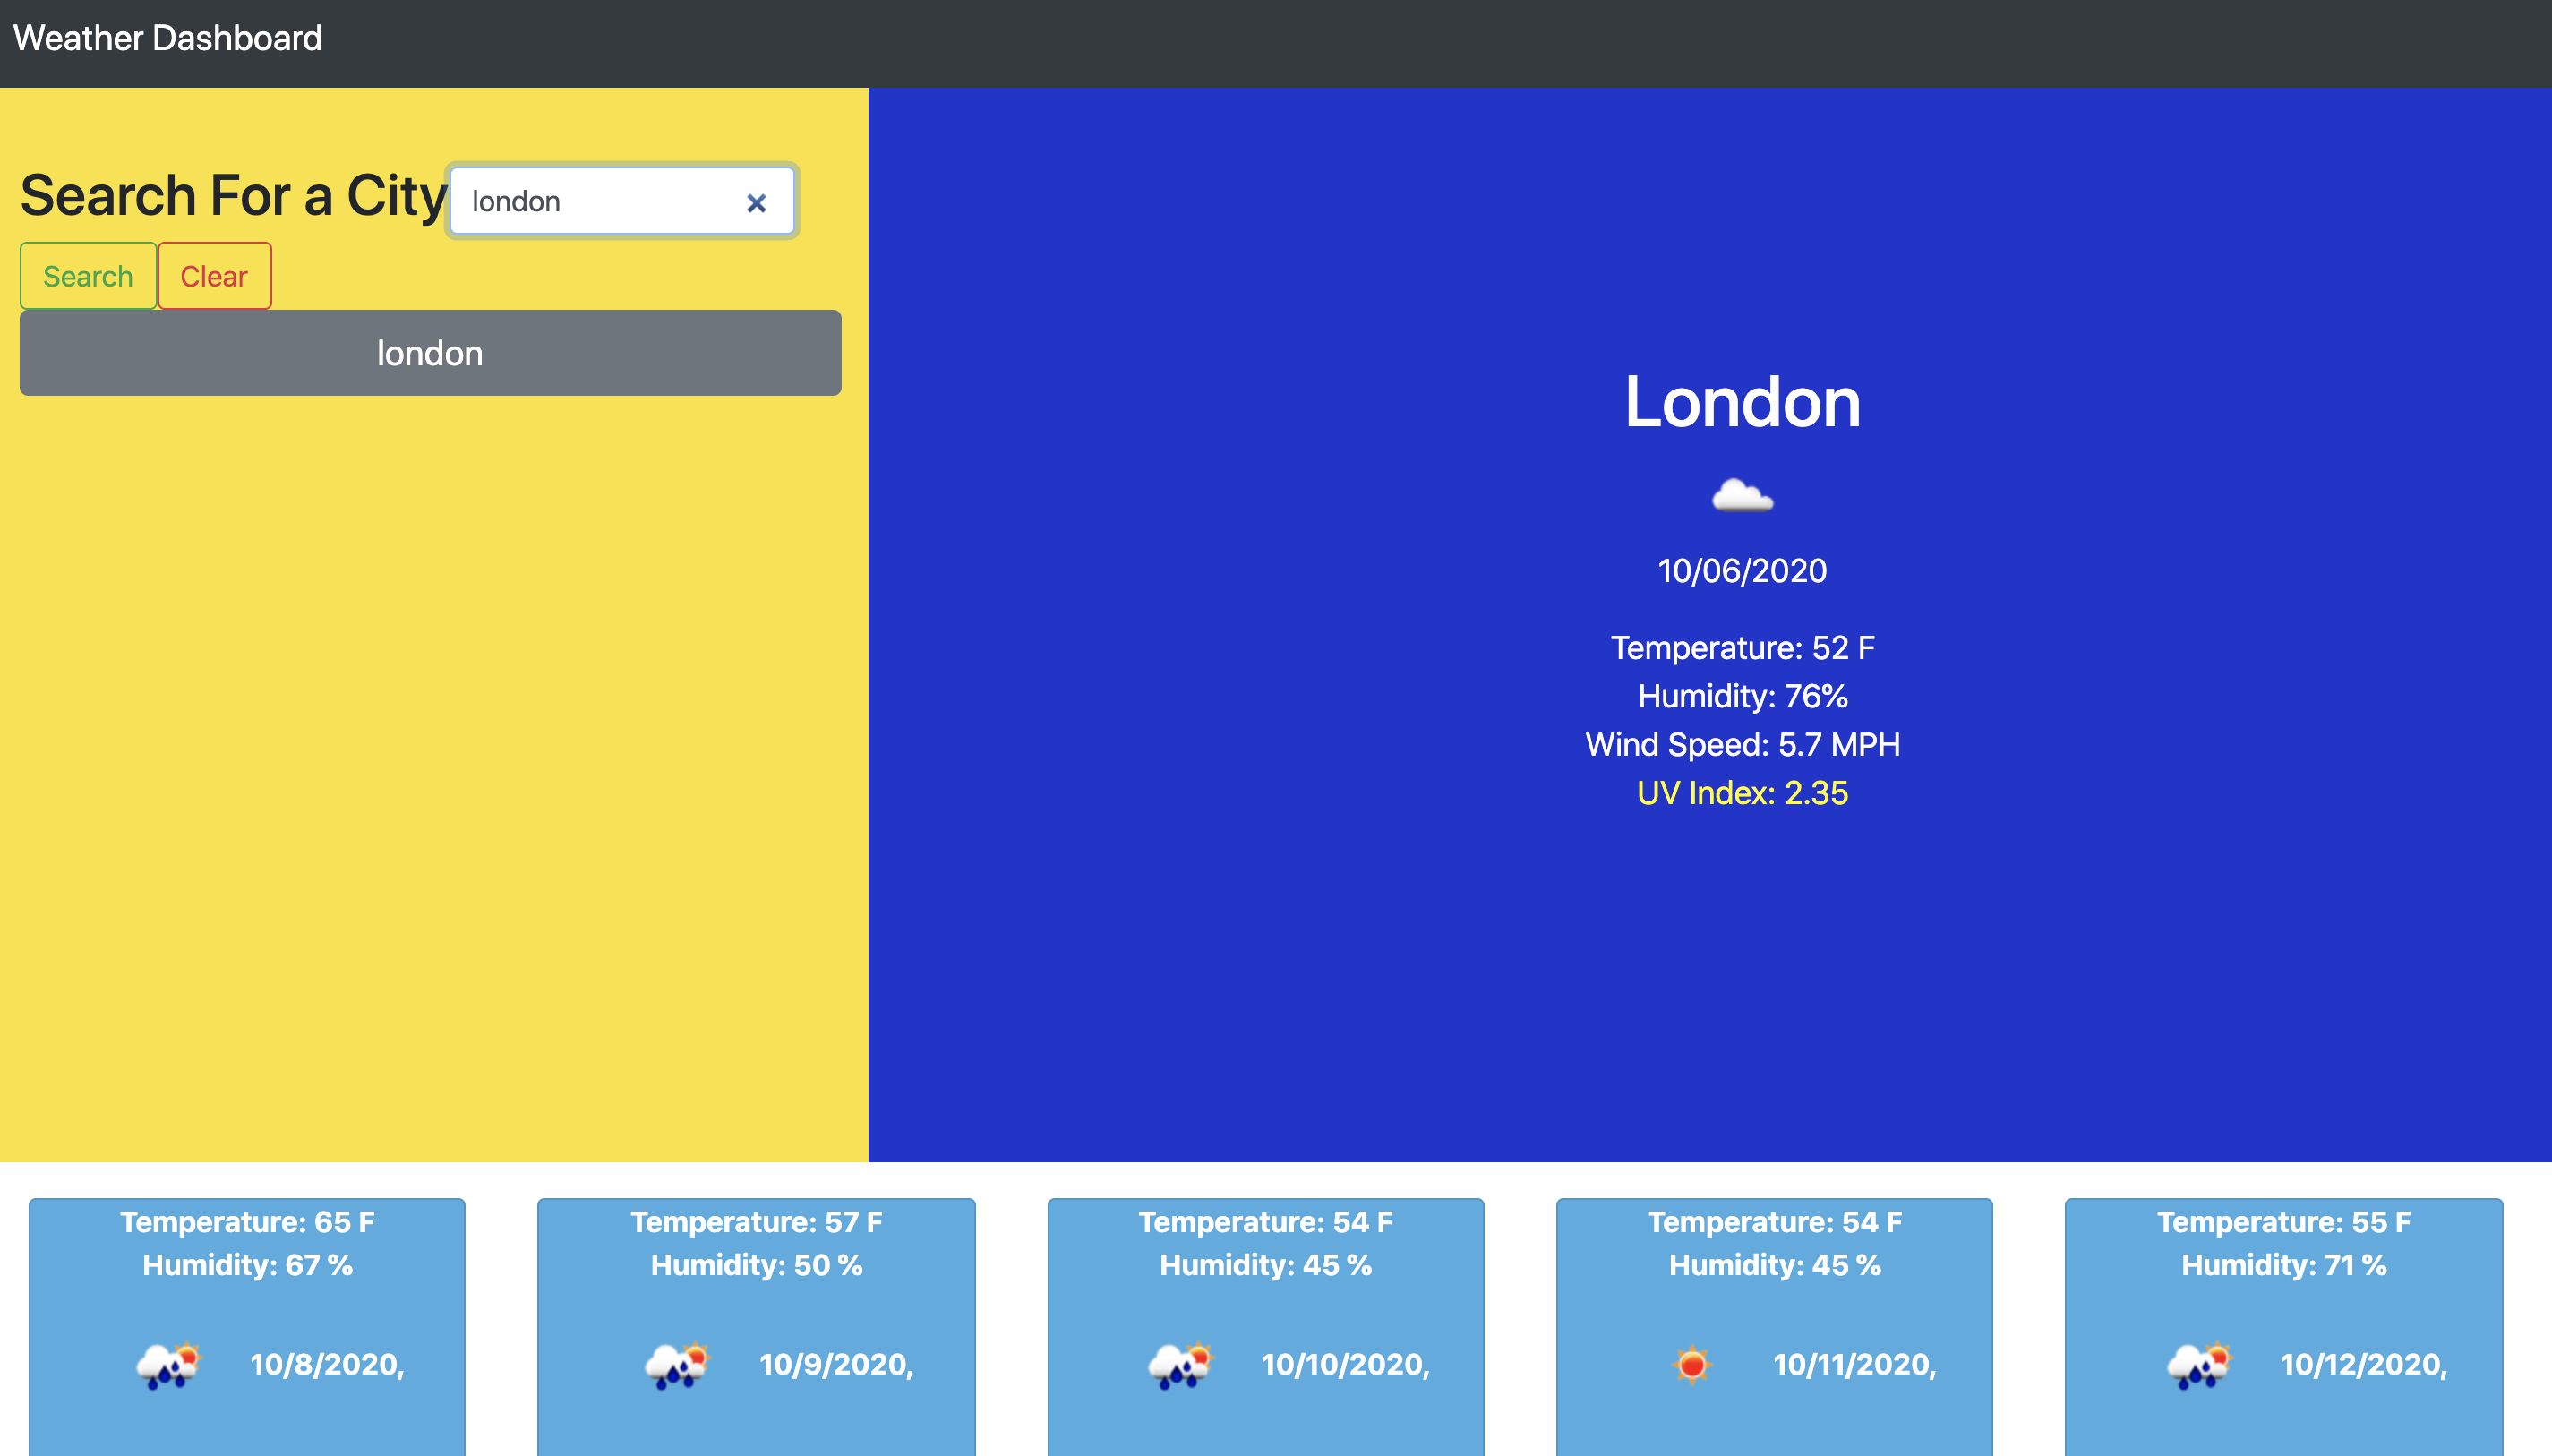 Weather Dashboard
Search For a City
london
Search
Clear
london
London
10/06/2020
Temperature: 52 F
Humidity: 76%
Wind Speed: 5.7 MPH
UV Index: 2.35
Temperature: 65 F
Humidity: 67 %
10/8/2020,
Temperature: 57 F
Humidity: 50 %
10/9/2020,
Temperature: 54 F
Humidity: 45 %
10/10/2020,
Temperature: 54 F
Humidity: 45 %
10/11/2020,
Temperature: 55 F
Humidity: 71 %
10/12/2020,